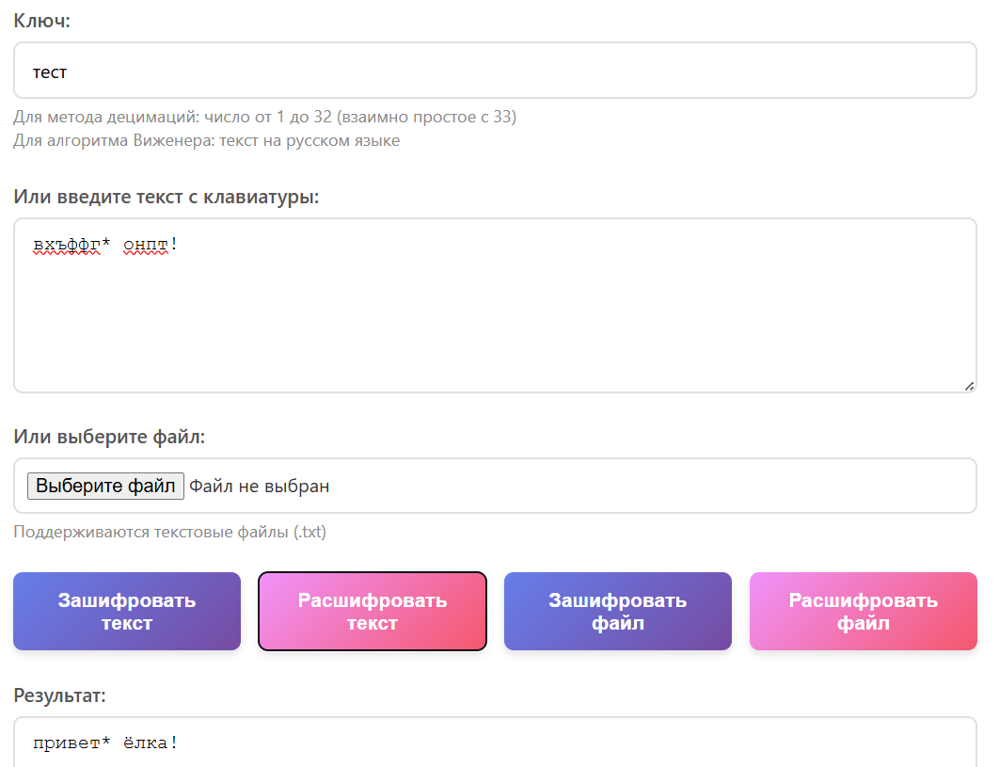 Ключ:
тест
Для метода децимаций: число от 1 до 32 (взаимно простое с 33)
Для алгоритма Виженера: текст на русском языке
Или введите текст с клавиатуры:
вхъффг* онпт!
Или выберите файл:
Выберите файл Файл не выбран
Поддерживаются текстовые файлы (.txt)
Зашифровать
текст
Расшифровать
текст
Зашифровать
файл
Расшифровать
файл
Результат:
привет* ёлка!